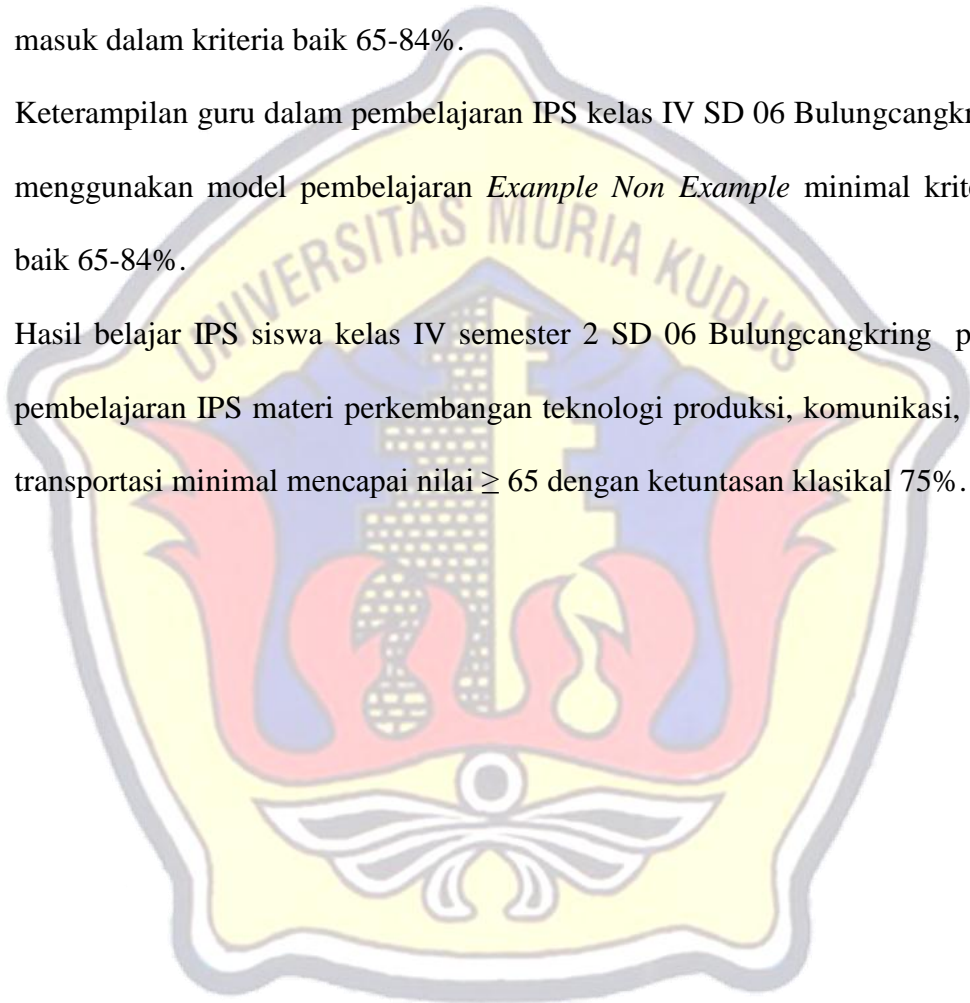 masuk dalam kriteria baik 65-84%.
Keterampilan guru dalam pembelajaran IPS kelas IV SD 06 Bulungcangkr
menggunakan model pembelajaran Example Non Example minimal krit
baik 65-84%.
UNIVERSITAS MURIA KUDUS
Hasil belajar IPS siswa kelas IV semester 2 SD 06 Bulungcangkring p
pembelajaran IPS materi perkembangan teknologi produksi, komunikasi,
transportasi minimal mencapai nilai ≥ 65 dengan ketuntasan klasikal 75%.